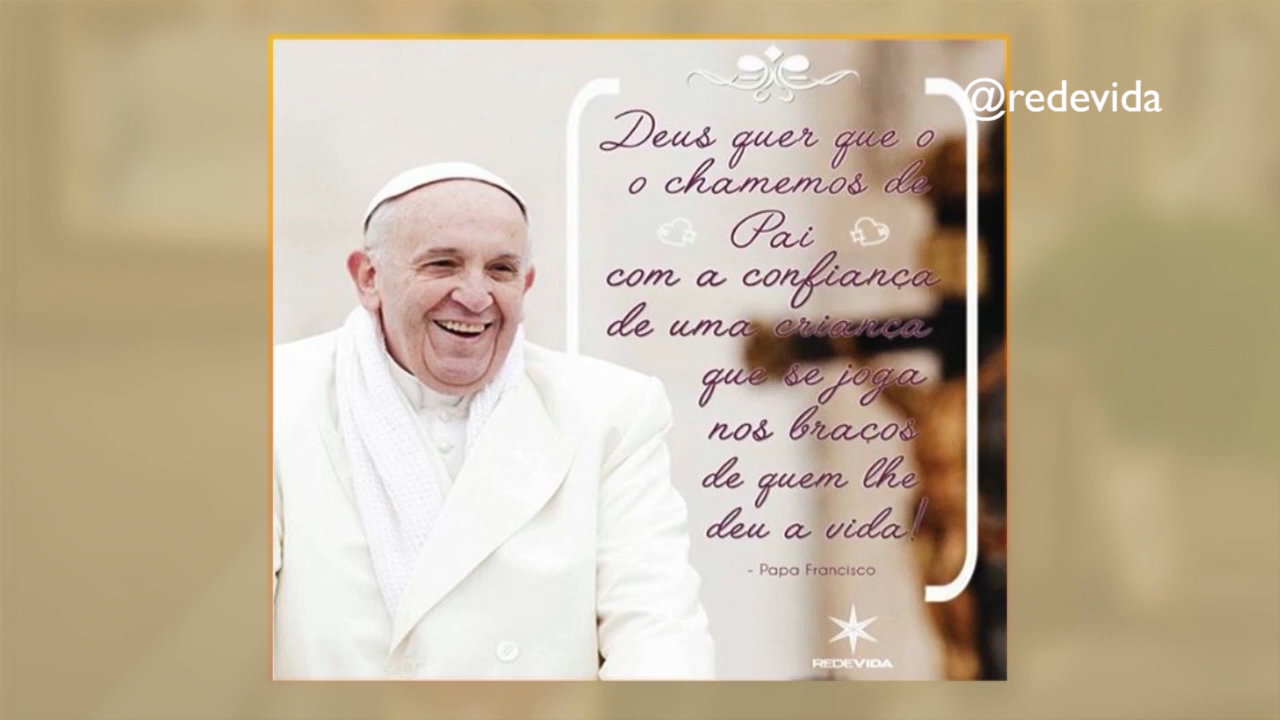 @redevida
Deus quer que o
o chamemos de
Pai
com a confiança
de uma criança
que se joga
nos braços
de quem lhe
deu a vida!
- Papa Francisco
REDEVIDA